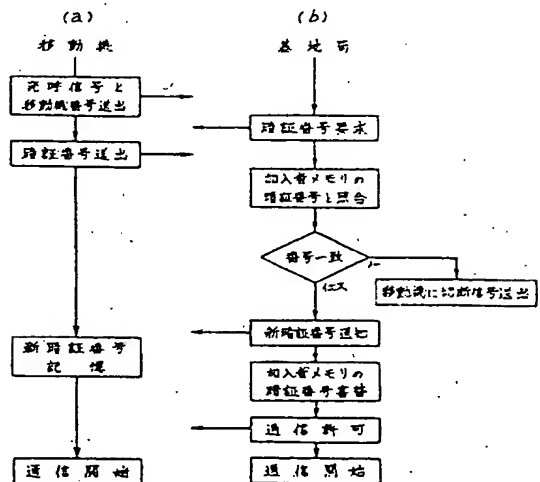 (a)
移動機
発呼信号と
移動機番号送出
暗証番号送出
新暗証番号
記憶
通信開始
(b)
基地局
暗証番号要求
加入者メモリの
暗証番号と照合
番号一致
ノー
イエス
移動機に切断信号送出
新暗証番号送知
加入者メモリの
暗証番号書替
通信許可
通信開始